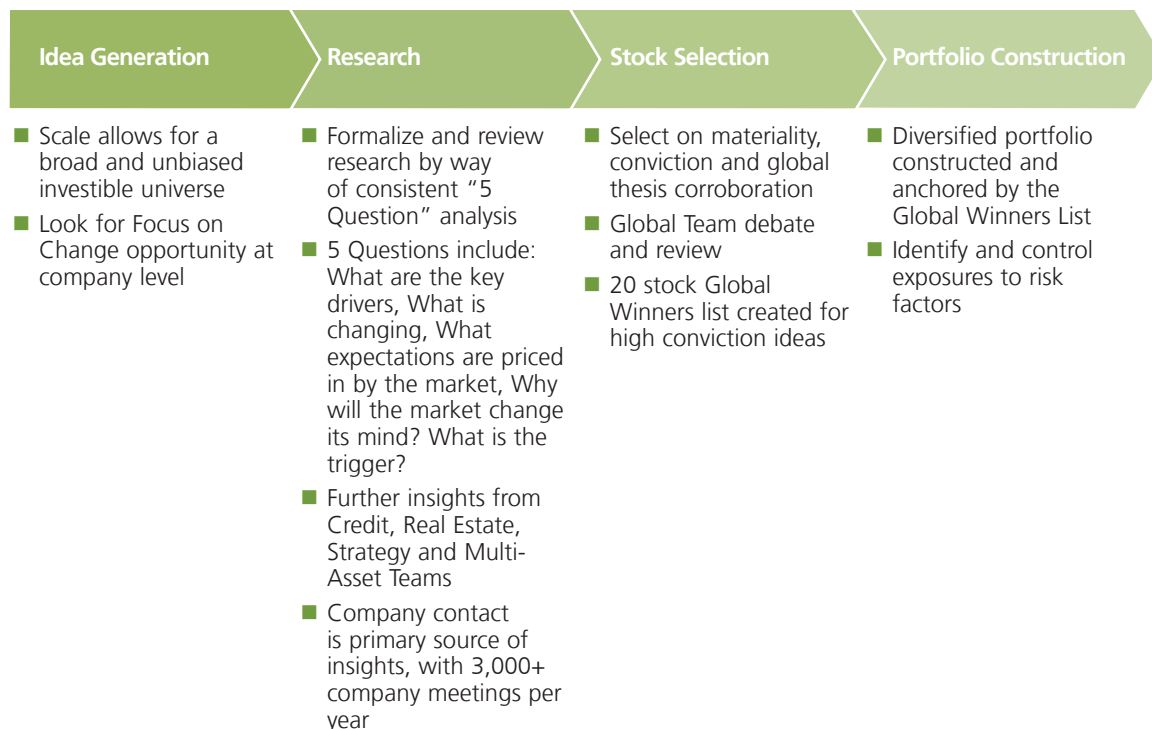 Idea Generation
Research
Stock Selection
Portfolio Construction
Scale allows for a
broad and unbiased
investible universe
Look for Focus on
Change opportunity at
company level
Formalize and review
research by way
of consistent “5
Question” analysis
5 Questions include:
What are the key
drivers, What is
changing, What
expectations are priced
in by the market, Why
will the market change
its mind? What is the
trigger?
Further insights from
Credit, Real Estate,
Strategy and Multi-
Asset Teams
Company contact
is primary source of
insights, with 3,000+
company meetings per
year
Select on materiality,
conviction and global
thesis corroboration
Global Team debate
and review
20 stock Global
Winners list created for
high conviction ideas
Diversified portfolio
constructed and
anchored by the
Global Winners List
Identify and control
exposures to risk
factors